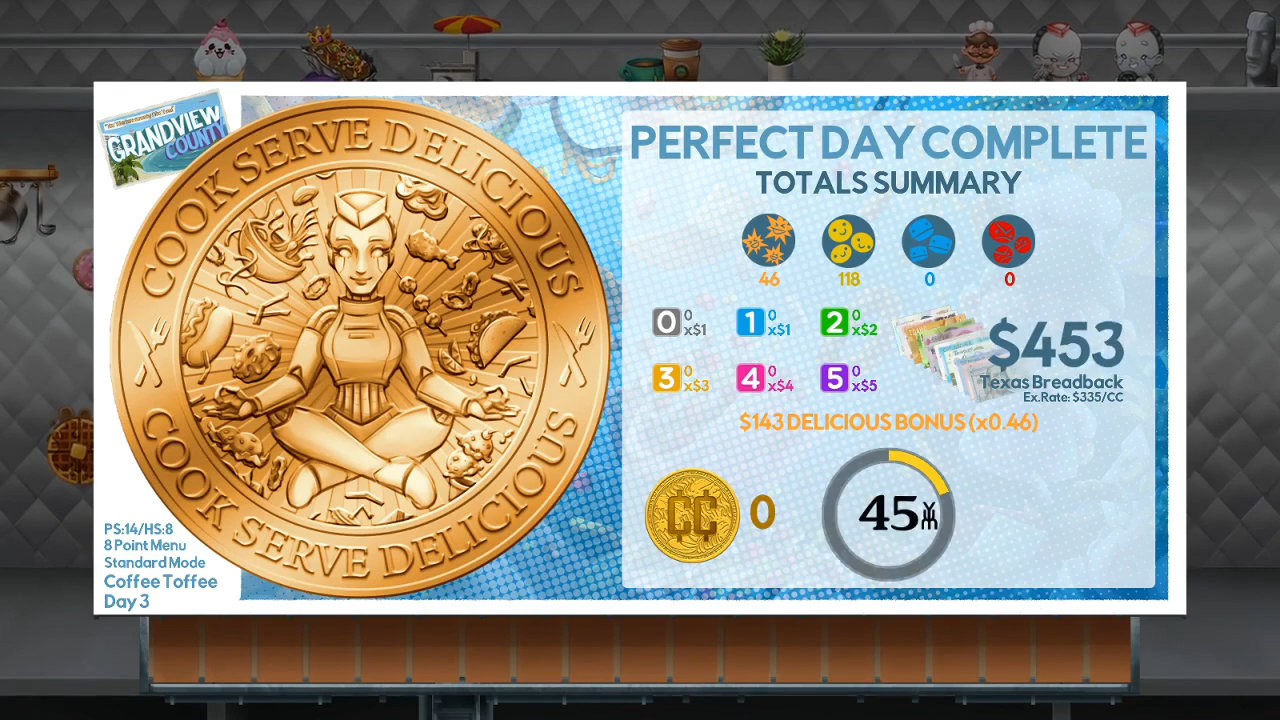 GRANDVIEW
COUNTY
COOK SERVE DELICIOUS
COOK SERVE DELICIOUS
PS:14/HS:8
8 Point Menu
Standard Mode
Coffee Toffee
Day 3
PERFECT DAY COMPLETE
TOTALS SUMMARY
46 118 0 0
0 0 x$1 1 0 x$1 2 0 x$2
3 0 x$3 4 0 x$4 5 0 x$5
$453
Texas Breadback
Ex.Rate: $335/CC
$143 DELICIOUS BONUS (x0.46)
CC 0
45